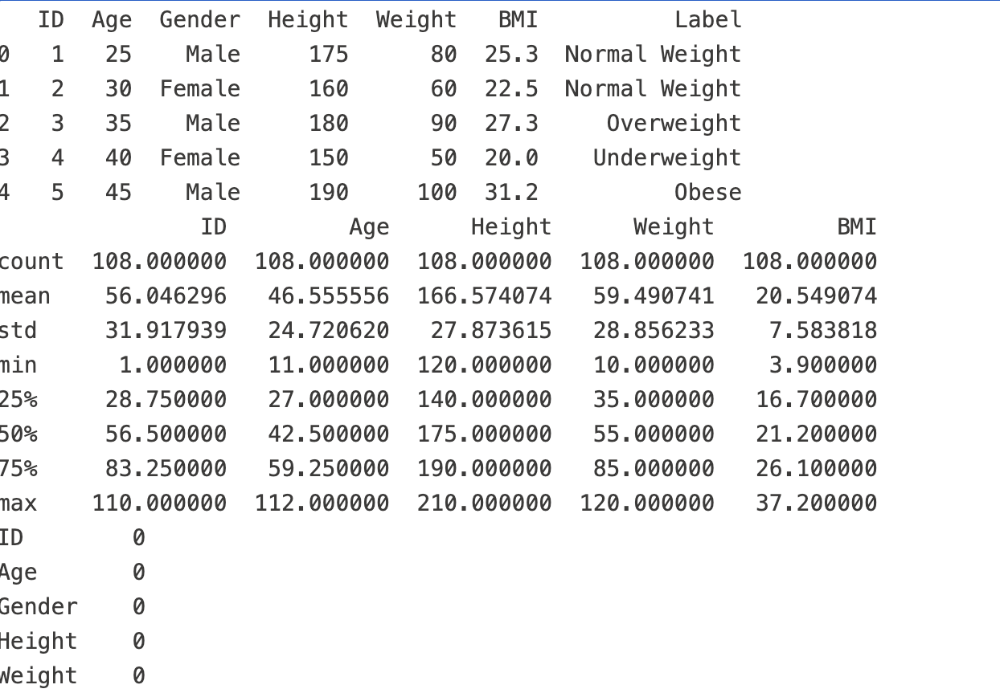 ID Age Gender Height Weight BMI Label
0 1 25 Male 175 80 25.3 Normal Weight
1 2 30 Female 160 60 22.5 Normal Weight
2 3 35 Male 180 90 27.3 Overweight
3 4 40 Female 150 50 20.0 Underweight
4 5 45 Male 190 100 31.2 Obese
ID Age Height Weight BMI
count 108.000000 108.000000 108.000000 108.000000 108.000000
mean 56.046296 46.555556 166.574074 59.490741 20.549074
std 31.917939 24.720620 27.873615 28.856233 7.583818
min 1.000000 11.000000 120.000000 10.000000 3.900000
25% 28.750000 27.000000 140.000000 35.000000 16.700000
50% 56.500000 42.500000 175.000000 55.000000 21.200000
75% 83.250000 59.250000 190.000000 85.000000 26.100000
max 110.000000 112.000000 210.000000 120.000000 37.200000
ID 0
Age 0
Gender 0
Height 0
Weight 0